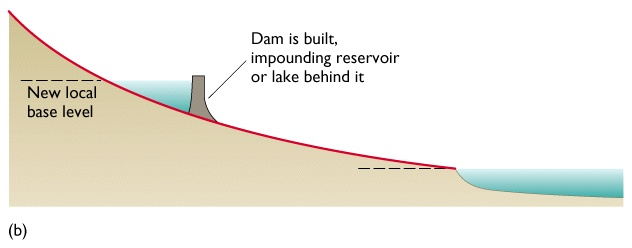 Dam is built,
impounding reservoir
or lake behind it
New local
base level
(b)